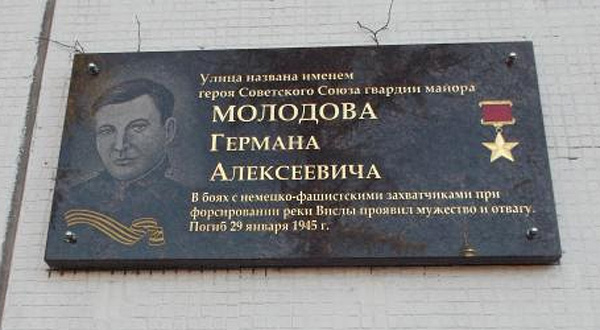 Улица названа именем
героя Советского Союза гвардии майора
МОЛОДОВА
ГЕРМАНА
АЛЕКСЕЕВИЧА
В боях с немецко-фашистскими захватчиками при
форсировании реки Вислы проявил мужество и отвагу.
Погиб 29 января 1945 г.